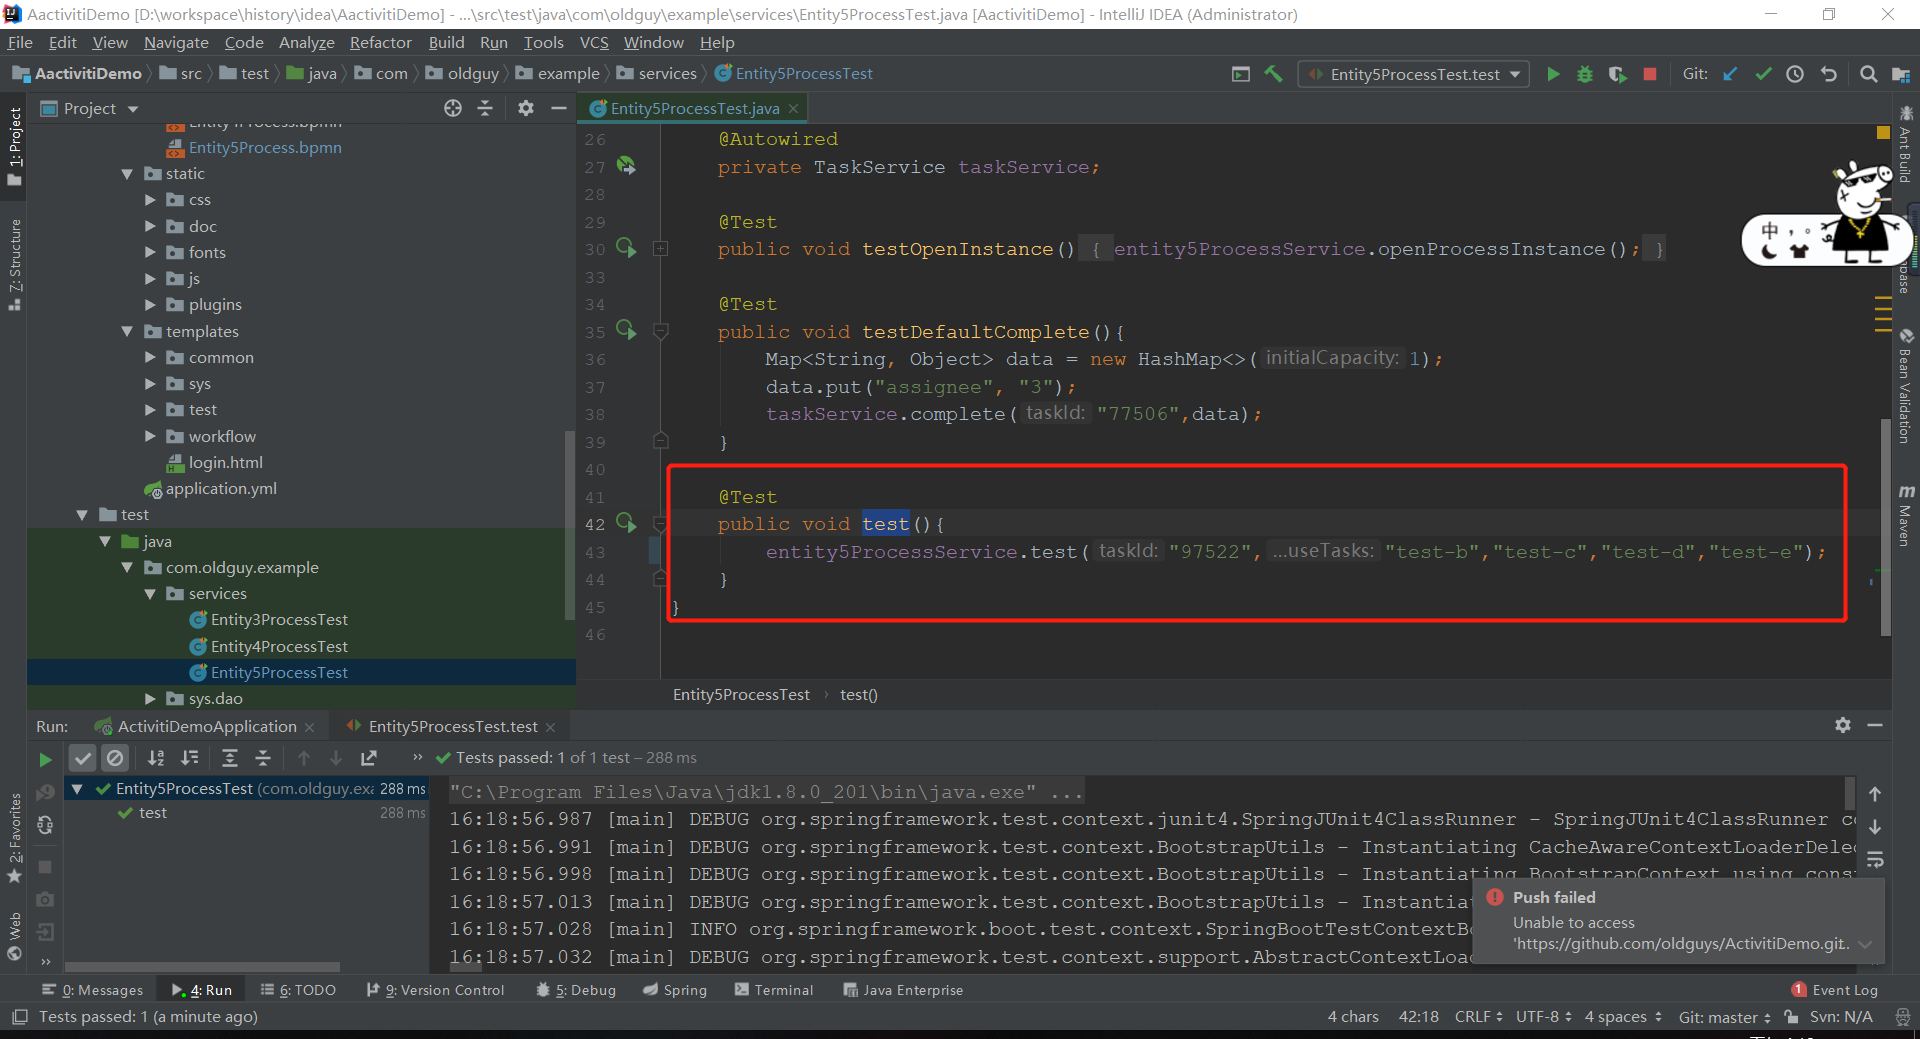 AactivitiDemo [D:\workspace\history\idea\AactivitiDemo] - ...\src\test\java\com\oldguy\example\services\Entity5ProcessTest.java [AactivitiDemo] - IntelliJ IDEA (Administrator)
File Edit View Navigate Code Analyze Refactor Build Run Tools VCS Window Help
AactivitiDemo src test java com oldguy example services Entity5ProcessTest
Entity5ProcessTest.test
Git:
1: Project
7: Structure
2: Favorites
Web
Project
Entity5Process.bpmn
static
css
doc
fonts
js
plugins
templates
common
sys
test
workflow
login.html
application.yml
test
java
com.oldguy.example
services
Entity3ProcessTest
Entity4ProcessTest
Entity5ProcessTest
sys.dao
Entity5ProcessTest.java
26 @Autowired
27 private TaskService taskService;
28
29 @Test
30 public void testOpenInstance() { entity5ProcessService.openProcessInstance(); }
33
34 @Test
35 public void testDefaultComplete(){
36 Map<String, Object> data = new HashMap<>( initialCapacity: 1);
37 data.put("assignee", "3");
38 taskService.complete( taskId: "77506",data);
39 }
40
41 @Test
42 public void test(){
43 entity5ProcessService.test( taskId: "97522", ...useTasks: "test-b","test-c","test-d","test-e");
44 }
45 }
46
Entity5ProcessTest › test()
Ant Build
Bean Validation
m Maven
中 , 。
Run: ActivitiDemoApplication Entity5ProcessTest.test
» Tests passed: 1 of 1 test – 288 ms
Entity5ProcessTest (com.oldguy.exa 288 ms
test 288 ms
"C:\Program Files\Java\jdk1.8.0_201\bin\java.exe" ...
16:18:56.987 [main] DEBUG org.springframework.test.context.junit4.SpringJUnit4ClassRunner - SpringJUnit4ClassRunner co
16:18:56.991 [main] DEBUG org.springframework.test.context.BootstrapUtils - Instantiating CacheAwareContextLoaderDele
16:18:56.998 [main] DEBUG org.springframework.test.context.BootstrapUtils - Instantiating BootstrapContext using cons
16:18:57.013 [main] DEBUG org.springframework.test.context.BootstrapUtils - Instantia
16:18:57.028 [main] INFO org.springframework.boot.test.context.SpringBootTestContextBo
16:18:57.032 [main] DEBUG org.springframework.test.context.support.AbstractContextLoa
Push failed
Unable to access
'https://github.com/oldguys/ActivitiDemo.git..
0: Messages 4: Run 6: TODO 9: Version Control 5: Debug Spring Terminal Java Enterprise 1 Event Log
Tests passed: 1 (a minute ago) 4 chars 42:18 CRLF UTF-8 4 spaces Git: master Svn: N/A